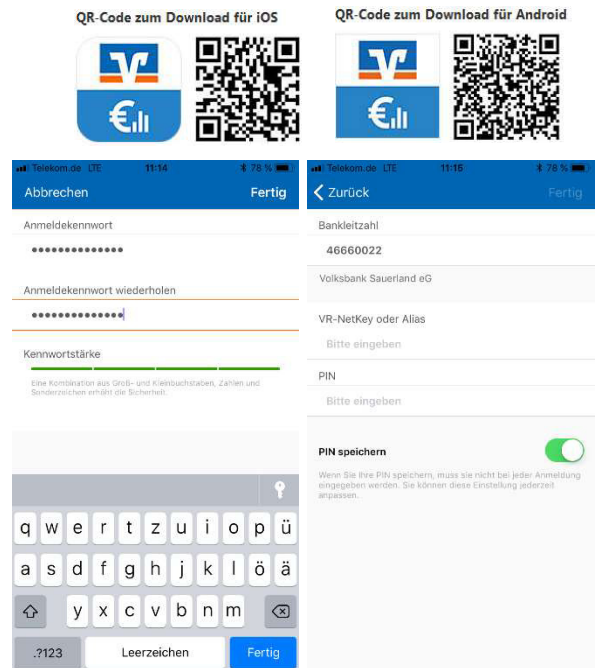 QR-Code zum Download für iOS
QR-Code zum Download für Android
Telekom.de LTE 11:14 78 %
Abbrechen Fertig
Anmeldekennwort
••••••••••••••
Anmeldekennwort wiederholen
••••••••••••••
Kennwortstärke
Eine Kombination aus Groß- und Kleinbuchstaben, Zahlen und
Sonderzeichen erhöht die Sicherheit.
q w e r t z u i o p ü
a s d f g h j k l ö ä
y x c v b n m
.?123 Leerzeichen Fertig
Telekom.de LTE 11:15 78 %
Zurück Fertig
Bankleitzahl
46660022
Volksbank Sauerland eG
VR-NetKey oder Alias
Bitte eingeben
PIN
Bitte eingeben
PIN speichern
Wenn Sie Ihre PIN speichern, muss sie nicht bei jeder Anmeldung
eingegeben werden. Sie können diese Einstellung jederzeit
anpassen.